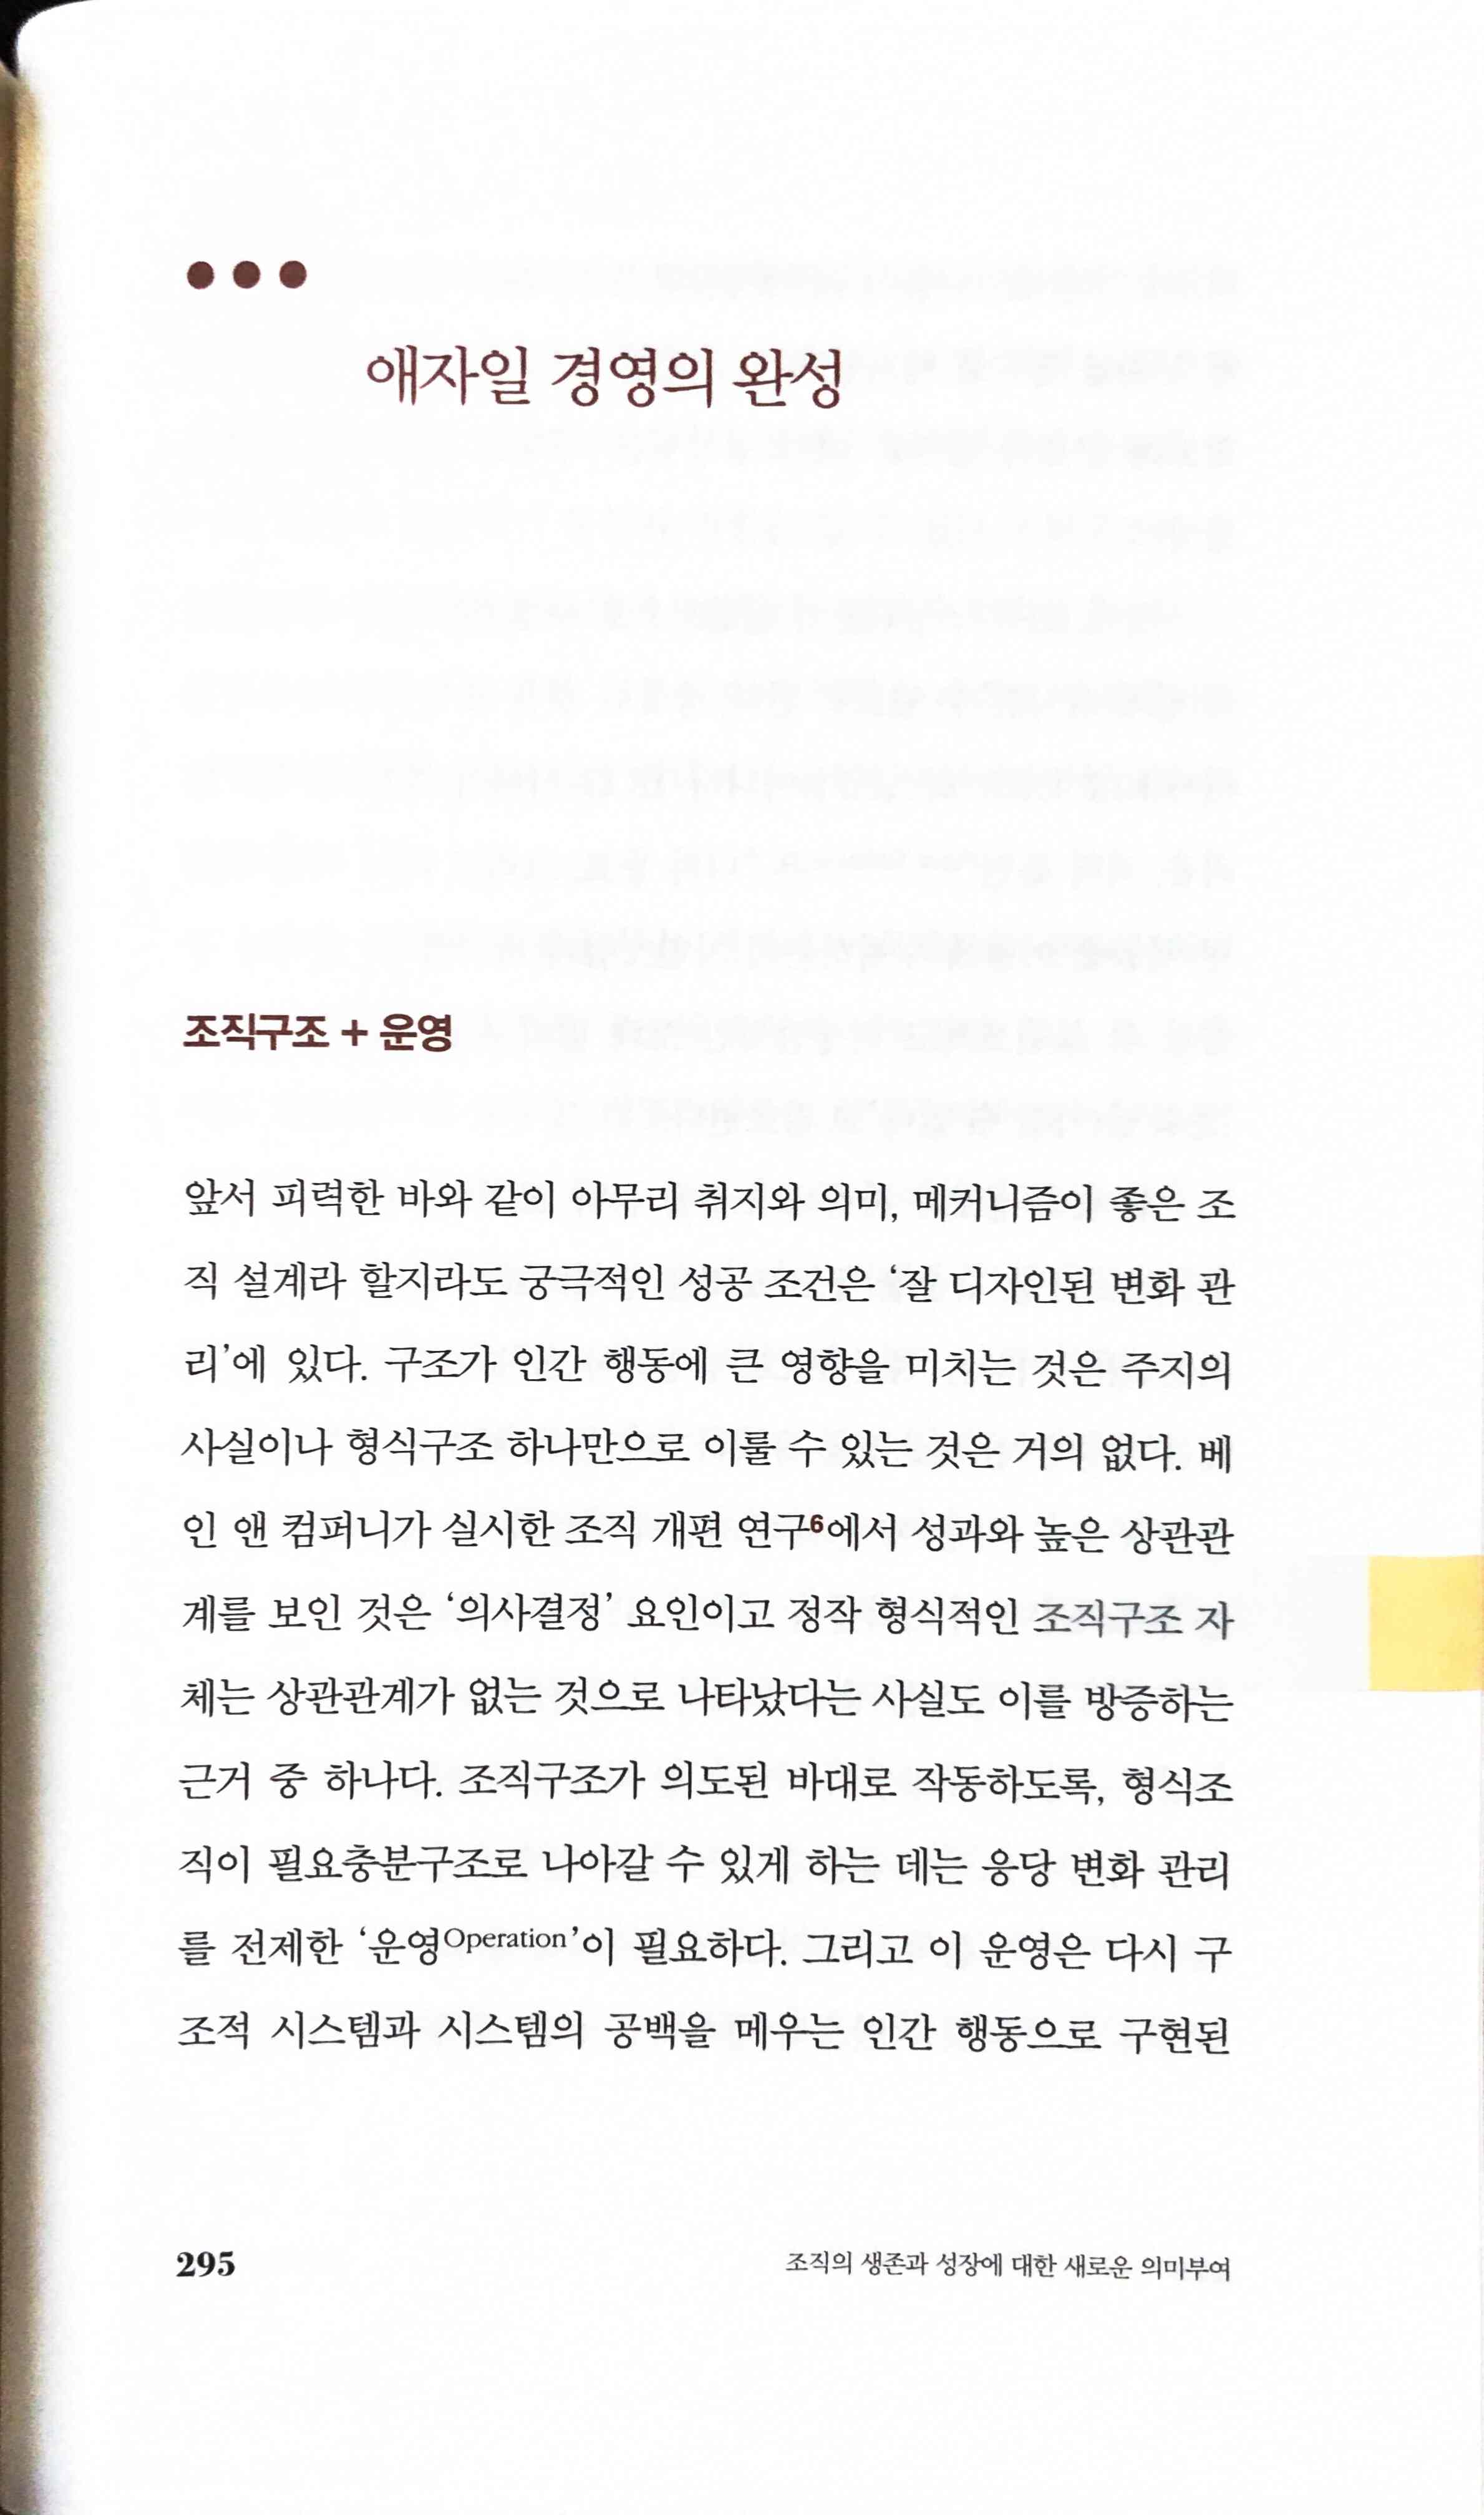 애자일 경영의 완성
조직구조 + 운영
앞서 피력한 바와 같이 아무리 취지와 의미, 메커니즘이 좋은 조
직 설계라 할지라도 궁극적인 성공 조건은 ‘잘 디자인된 변화 관
리’에 있다. 구조가 인간 행동에 큰 영향을 미치는 것은 주지의
사실이나 형식구조 하나만으로 이룰 수 있는 것은 거의 없다. 베
인 앤 컴퍼니가 실시한 조직 개편 연구6에서 성과와 높은 상관관
계를 보인 것은 ‘의사결정’ 요인이고 정작 형식적인 조직구조 자
체는 상관관계가 없는 것으로 나타났다는 사실도 이를 방증하는
근거 중 하나다. 조직구조가 의도된 바대로 작동하도록, 형식조
직이 필요충분구조로 나아갈 수 있게 하는 데는 응당 변화 관리
를 전제한 ‘운영Operation’이 필요하다. 그리고 이 운영은 다시 구
조적 시스템과 시스템의 공백을 메우는 인간 행동으로 구현된
295 조직의 생존과 성장에 대한 새로운 의미부여